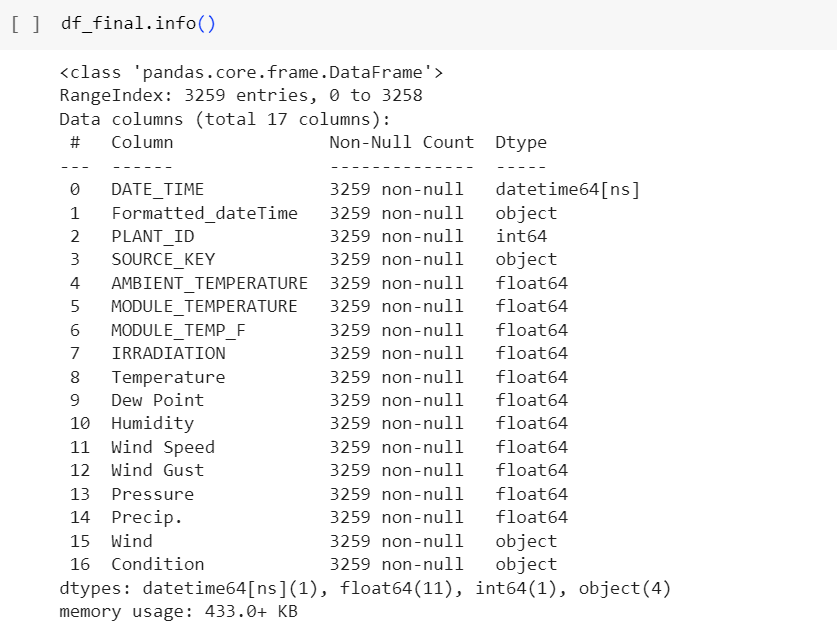 [ ] df_final.info()
<class 'pandas.core.frame.DataFrame'>
RangeIndex: 3259 entries, 0 to 3258
Data columns (total 17 columns):
 #   Column               Non-Null Count  Dtype
---  ------               --------------  -----
 0   DATE_TIME            3259 non-null   datetime64[ns]
 1   Formatted_dateTime   3259 non-null   object
 2   PLANT_ID             3259 non-null   int64
 3   SOURCE_KEY           3259 non-null   object
 4   AMBIENT_TEMPERATURE  3259 non-null   float64
 5   MODULE_TEMPERATURE   3259 non-null   float64
 6   MODULE_TEMP_F        3259 non-null   float64
 7   IRRADIATION          3259 non-null   float64
 8   Temperature          3259 non-null   float64
 9   Dew Point            3259 non-null   float64
 10  Humidity             3259 non-null   float64
 11  Wind Speed           3259 non-null   float64
 12  Wind Gust            3259 non-null   float64
 13  Pressure             3259 non-null   float64
 14  Precip.              3259 non-null   float64
 15  Wind                 3259 non-null   object
 16  Condition            3259 non-null   object
dtypes: datetime64[ns](1), float64(11), int64(1), object(4)
memory usage: 433.0+ KB